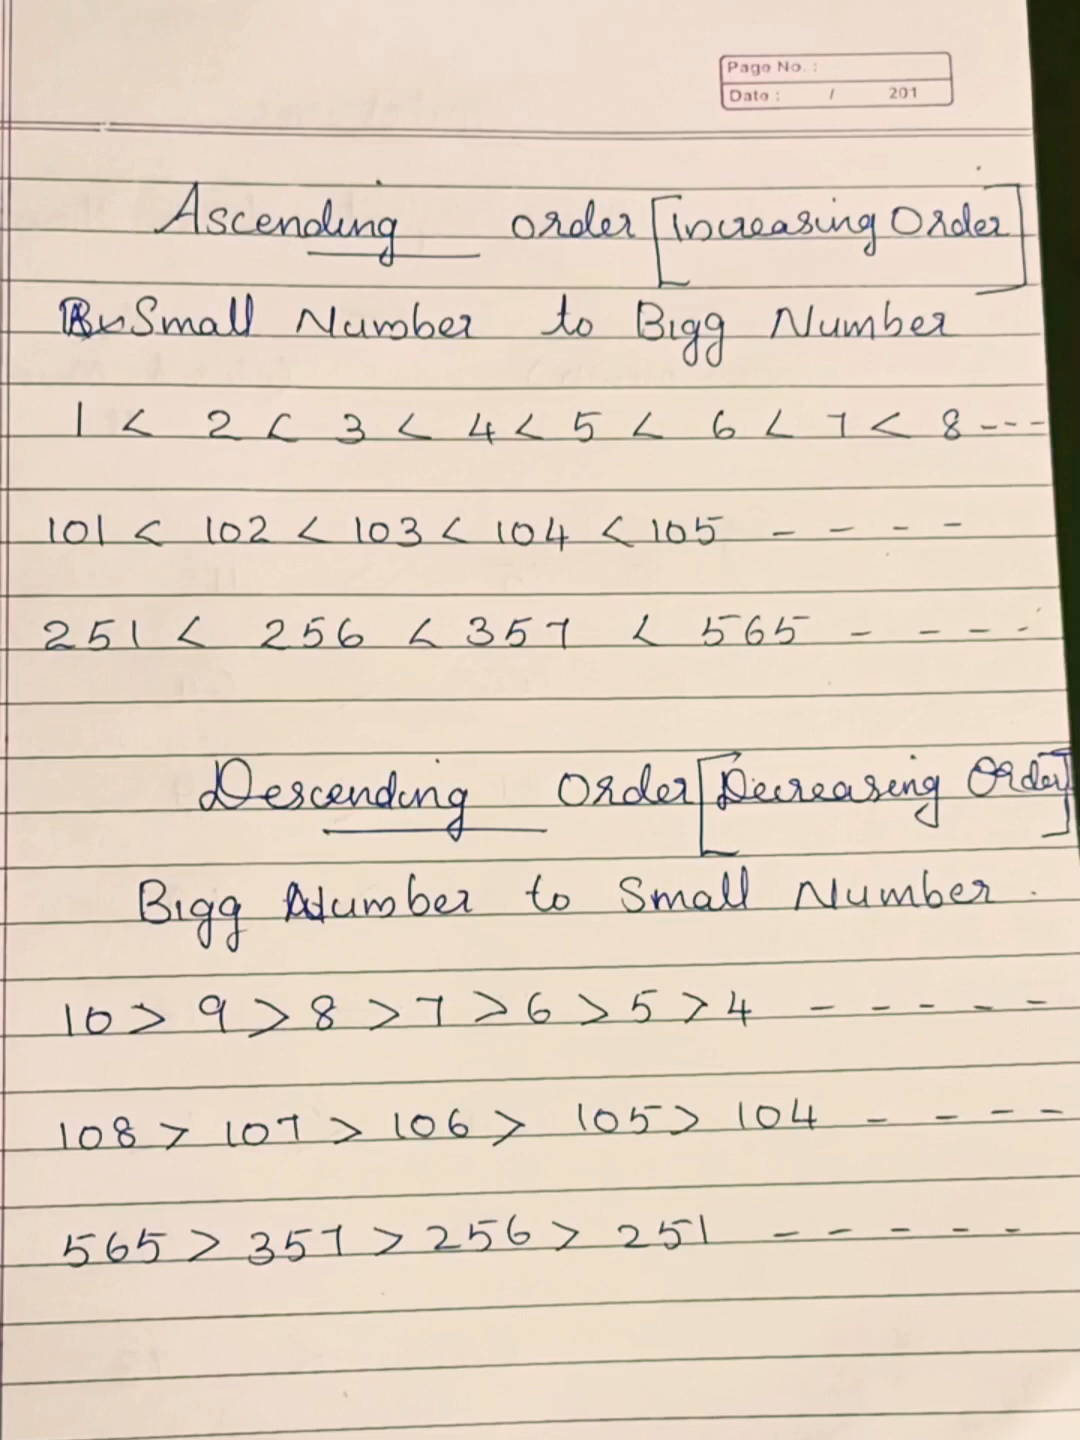 Page No. :
Date : / 201
Ascending order [Increasing Order]
Small Number to Bigg Number
1 < 2 < 3 < 4 < 5 < 6 < 7 < 8 ---
101 < 102 < 103 < 104 < 105 - - - -
251 < 256 < 357 < 565 - - - -
Descending Order [Decreasing Order]
Bigg Number to Small Number.
10 > 9 > 8 > 7 > 6 > 5 > 4 - - - - -
108 > 107 > 106 > 105 > 104 - - - -
565 > 357 > 256 > 251 - - - - -